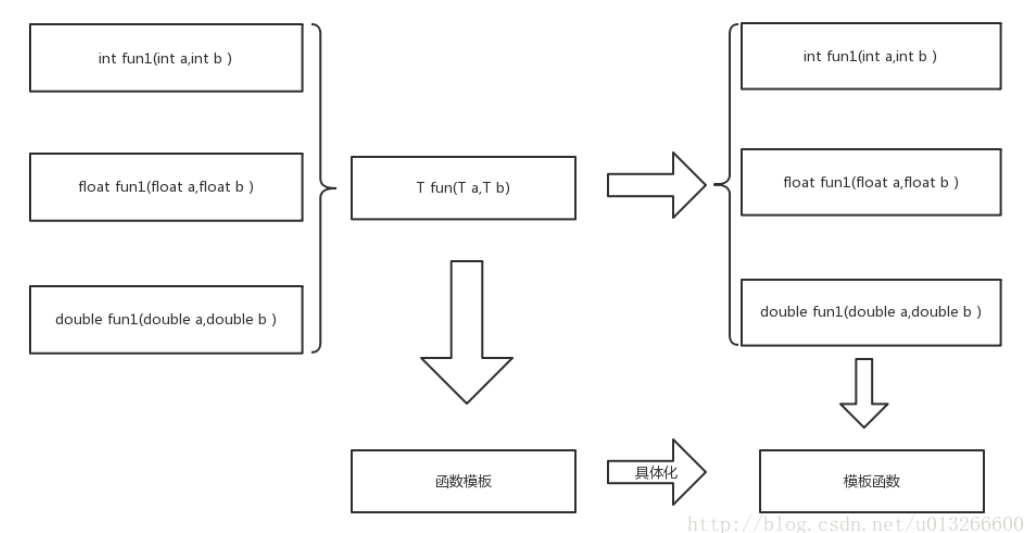 int fun1(int a,int b )
float fun1(float a,float b )
double fun1(double a,double b )
T fun(T a,T b)
int fun1(int a,int b )
float fun1(float a,float b )
double fun1(double a,double b )
函数模板
具体化
模板函数
http://blog.csdn.net/u013266600